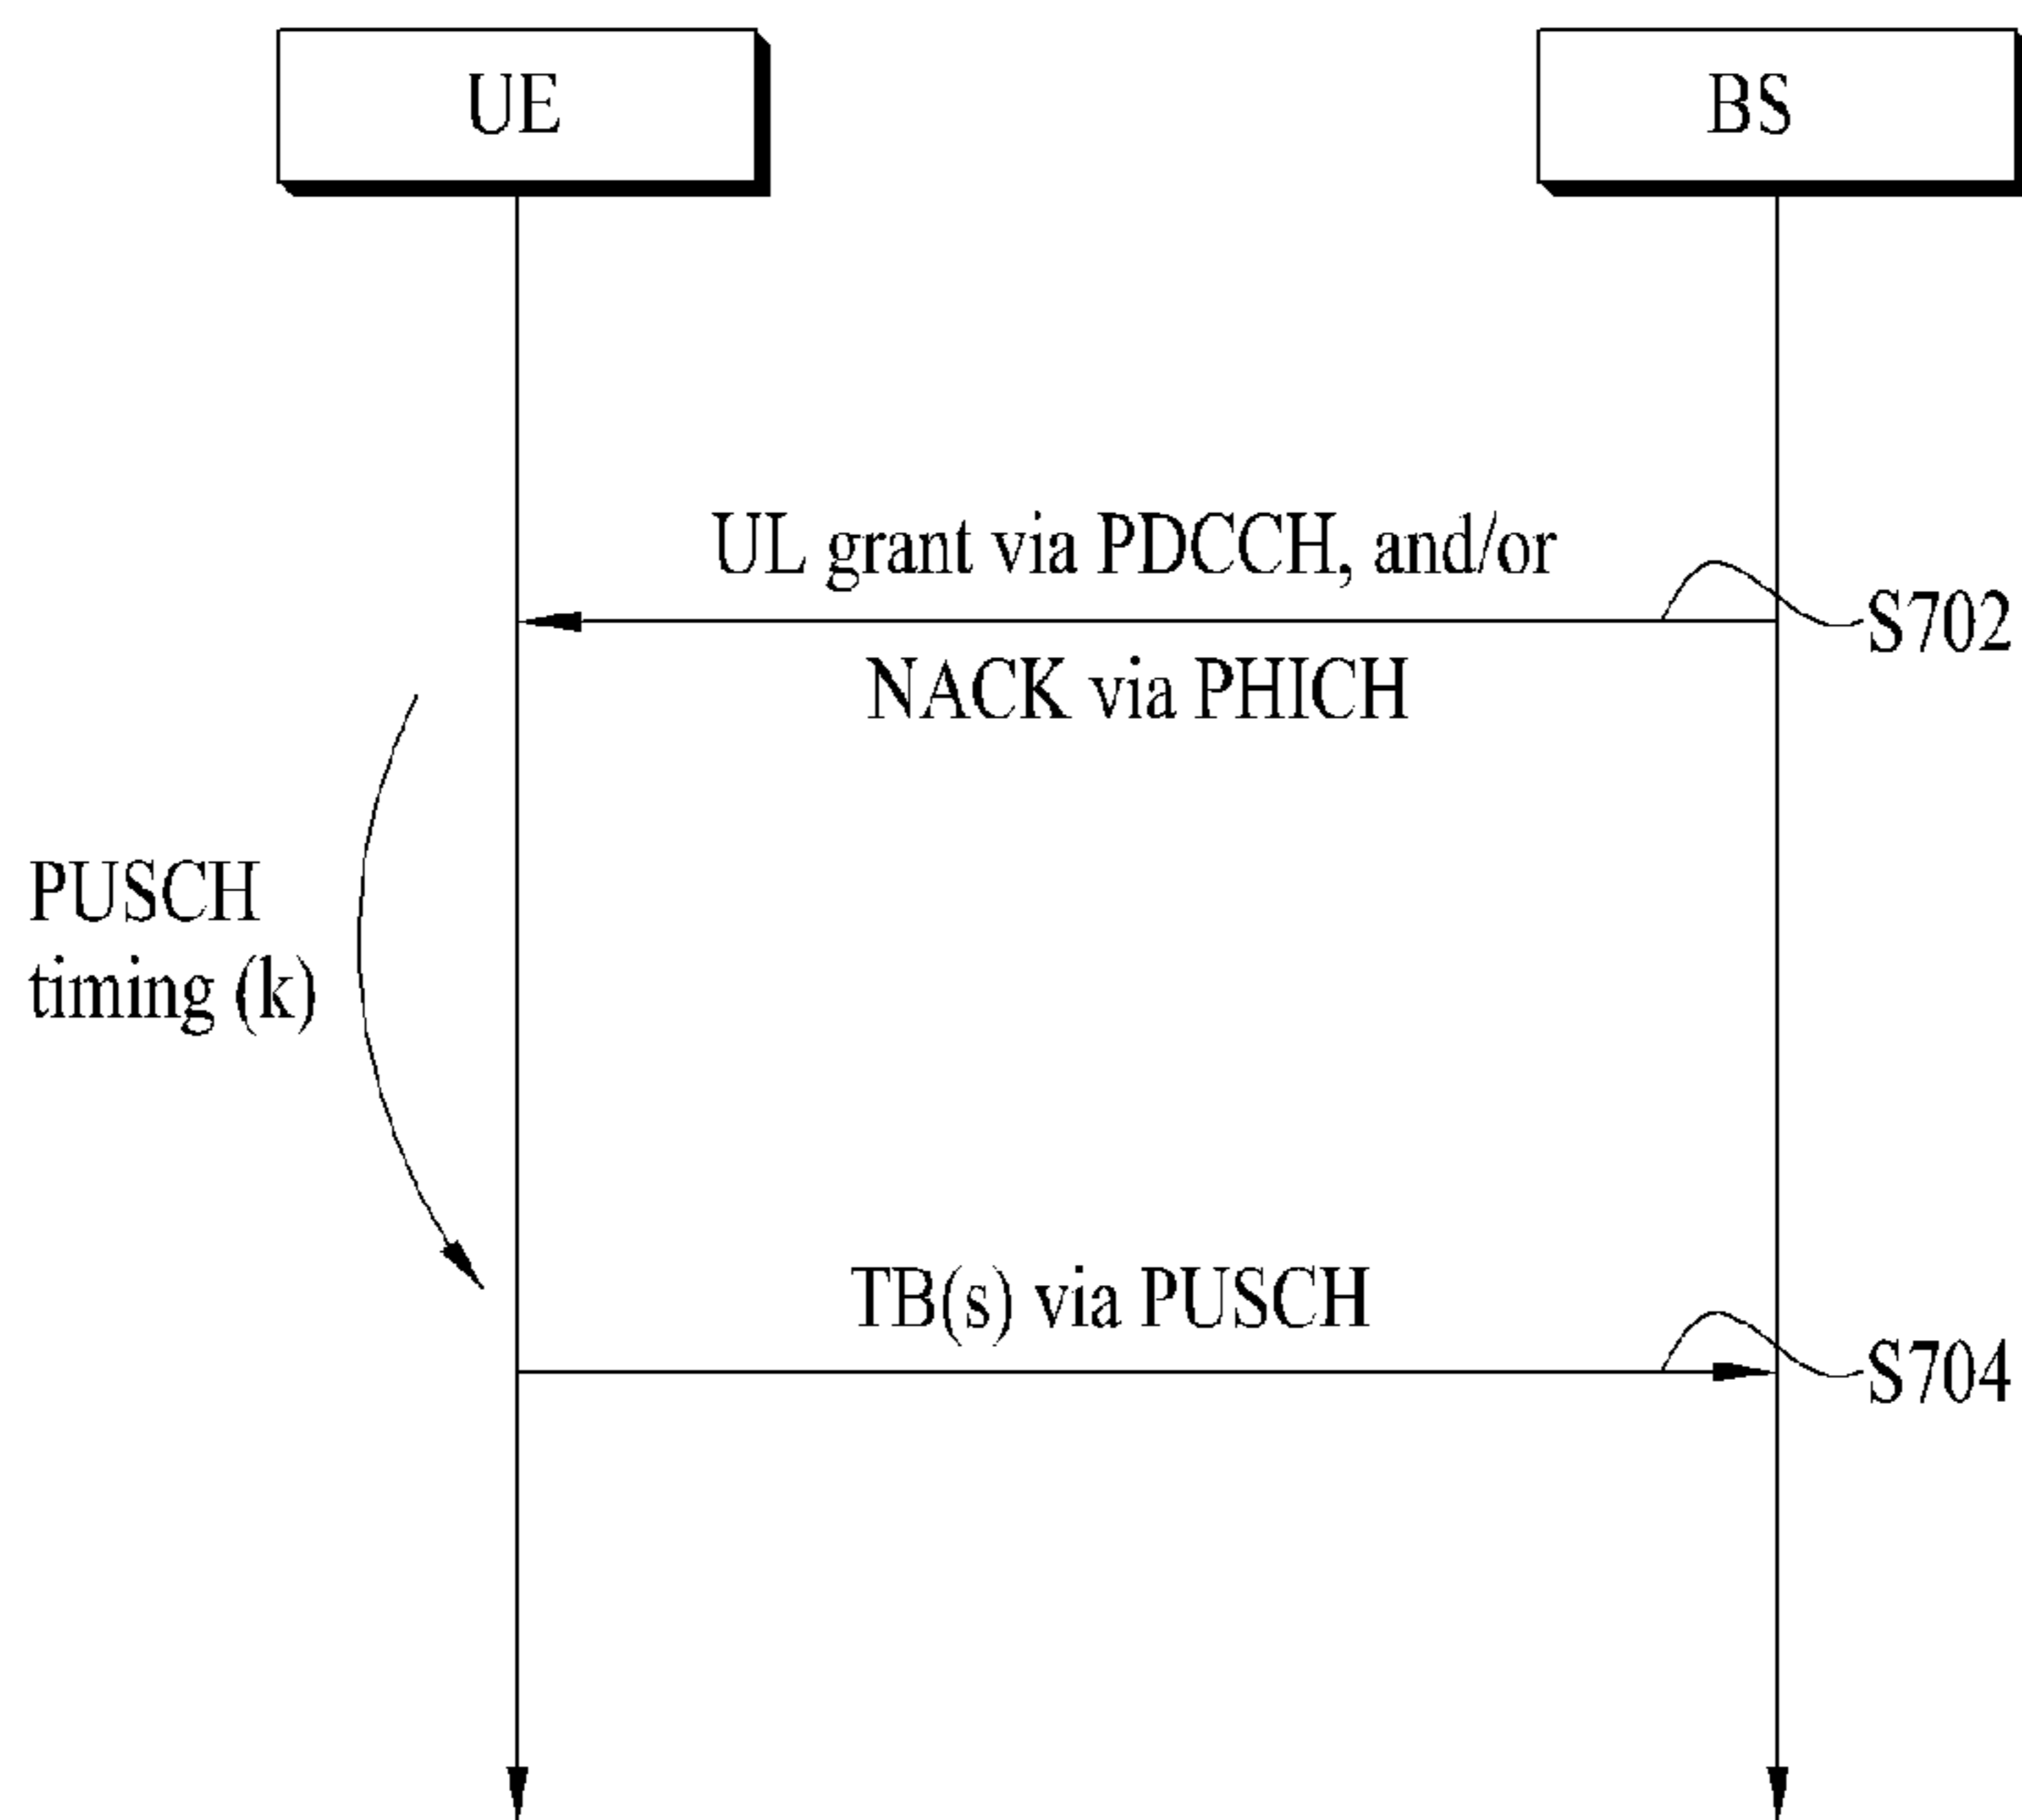 UE
BS
UL grant via PDCCH, and/or
S702
NACK via PHICH
PUSCH
timing (k)
TB(s) via PUSCH
S704